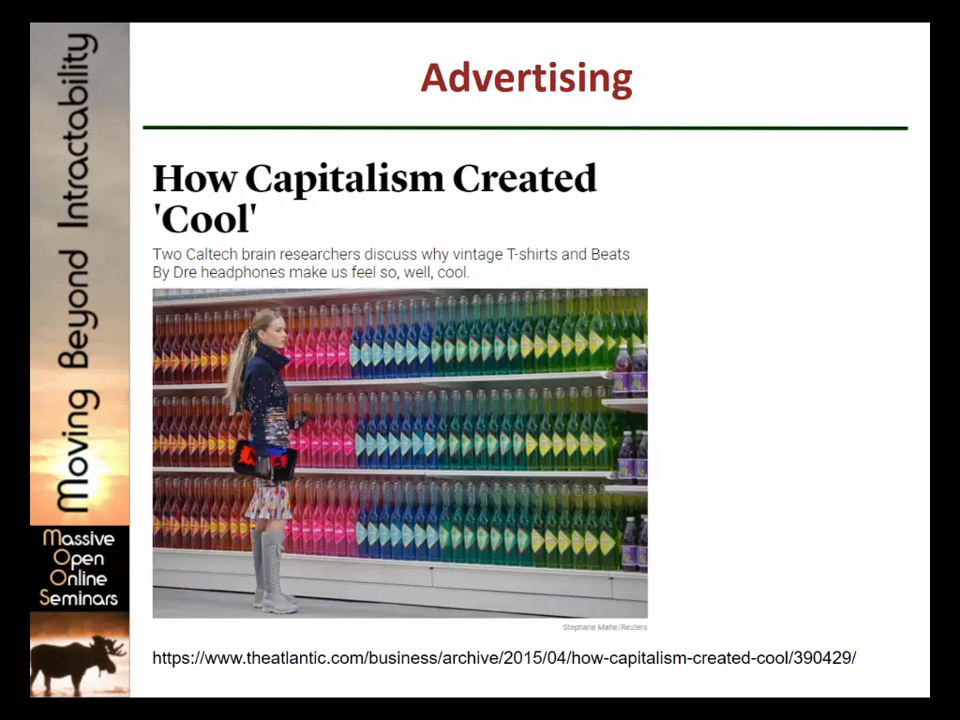 Moving Beyond Intractability
Massive
Open
Online
Seminars
Advertising
How Capitalism Created
'Cool'
Two Caltech brain researchers discuss why vintage T-shirts and Beats
By Dre headphones make us feel so, well, cool.
Stephane Mahe/Reuters
https://www.theatlantic.com/business/archive/2015/04/how-capitalism-created-cool/390429/